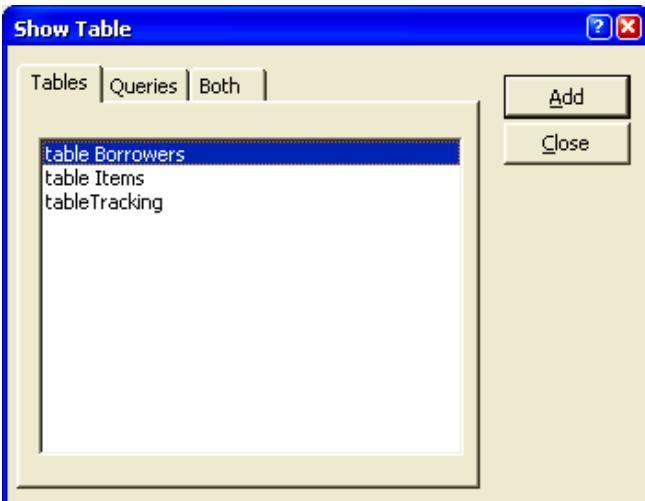 Show Table
Tables Queries Both
Add
Close
table Borrowers
table Items
tableTracking